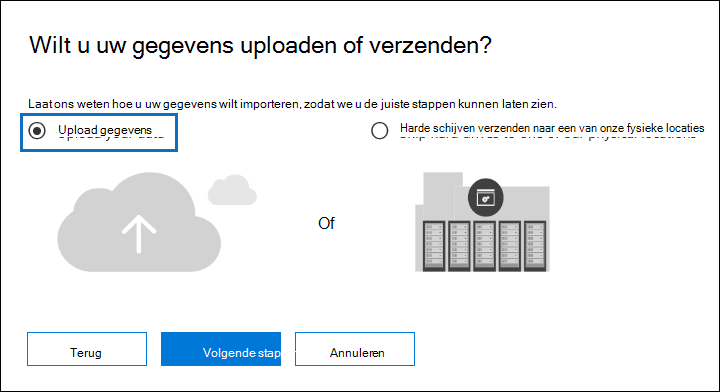 Wilt u uw gegevens uploaden of verzenden?
Laat ons weten hoe u uw gegevens wilt importeren, zodat we u de juiste stappen kunnen laten zien.
Upload gegevens
Harde schijven verzenden naar een van onze fysieke locaties
Of
Terug
Volgende stap
Annuleren